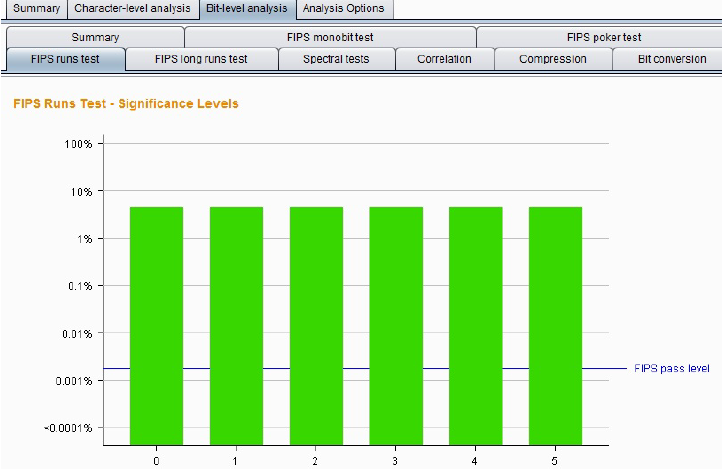 Summary Character-level analysis Bit-level analysis Analysis Options
Summary FIPS monobit test FIPS poker test
FIPS runs test FIPS long runs test Spectral tests Correlation Compression Bit conversion
FIPS Runs Test - Significance Levels
100%
10%
1%
0.1%
0.01%
FIPS pass level
0.001%
<0.0001%
0 1 2 3 4 5